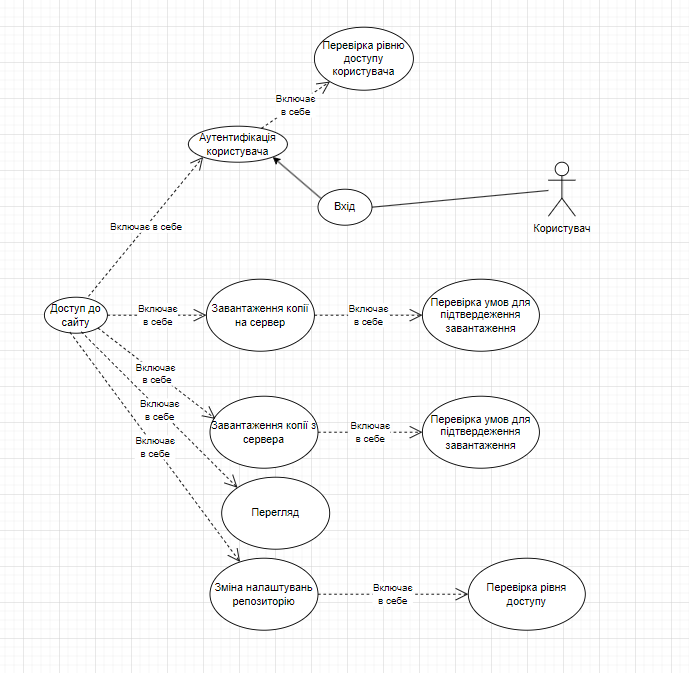 Перевірка рівню
доступу
користувача
Включає
в себе
Аутентифікація
користувача
Вхід
Користувач
Включає в себе
Доступ до
сайту
Включає
в себе
Завантаження копії
на сервер
Включає
в себе
Перевірка умов для
підтвердеження
завантаження
Включає
в себе
Завантаження копії з
сервера
Включає
в себе
Перевірка умов для
підтвердеження
завантаження
Включає
в себе
Включає
в себе
Перегляд
Зміна налаштувань
репозиторію
Включає
в себе
Перевірка рівня
доступу